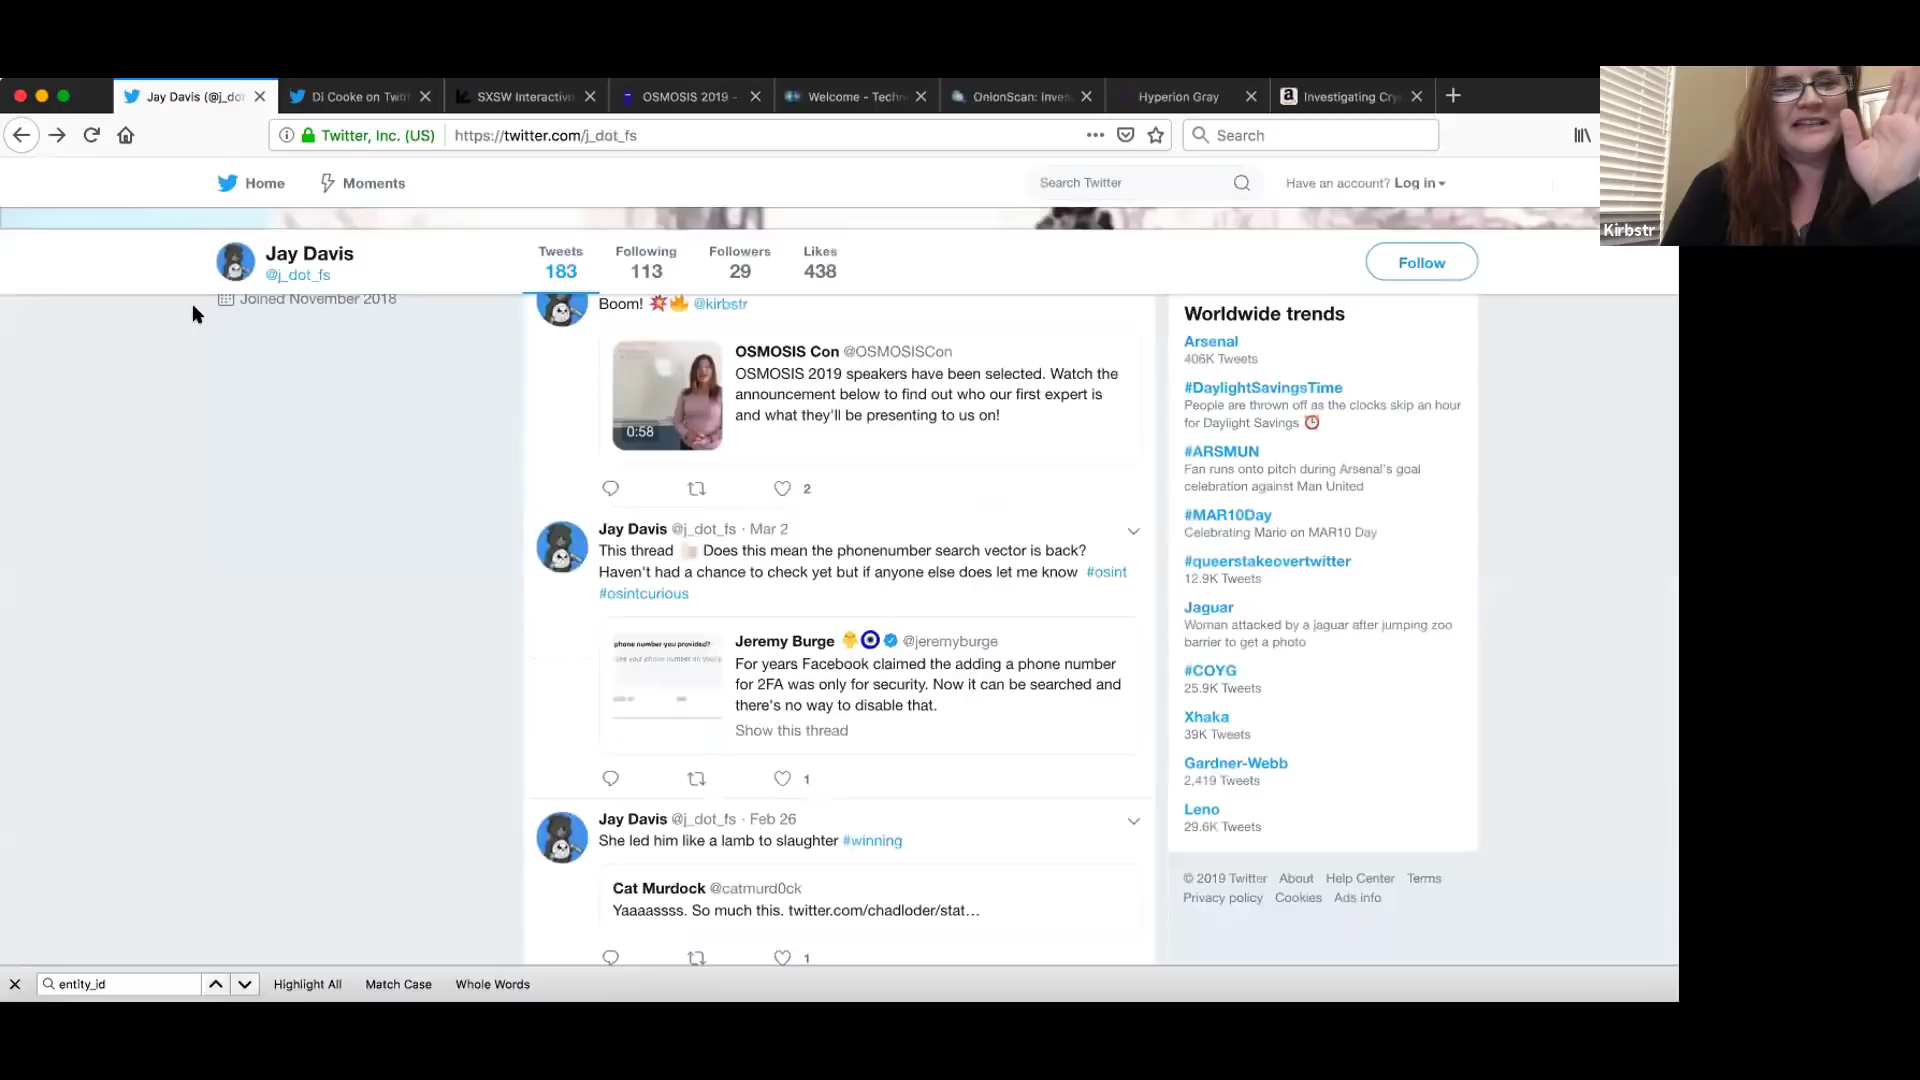 Jay Davis (@j_do
Di Cooke on Twit
SXSW Interactiv
OSMOSIS 2019 -
Welcome - Techn
OnionScan: Inves
Hyperion Gray
Investigating Cry
Twitter, Inc. (US)
https://twitter.com/j_dot_fs
Search
Kirbstr
Home
Moments
Search Twitter
Have an account? Log in
Jay Davis
@j_dot_fs
Tweets
183
Following
113
Followers
29
Likes
438
Follow
Joined November 2018
Boom! 💥🔥 @kirbstr
OSMOSIS Con @OSMOSISCon
OSMOSIS 2019 speakers have been selected. Watch the
announcement below to find out who our first expert is
and what they'll be presenting to us on!
0:58
2
Jay Davis @j_dot_fs · Mar 2
This thread Does this mean the phonenumber search vector is back?
Haven't had a chance to check yet but if anyone else does let me know #osint
#osintcurious
phone number you provided?
Jeremy Burge @jeremyburge
For years Facebook claimed the adding a phone number
for 2FA was only for security. Now it can be searched and
there's no way to disable that.
Show this thread
1
Jay Davis @j_dot_fs · Feb 26
She led him like a lamb to slaughter #winning
Cat Murdock @catmurd0ck
Yaaaassss. So much this. twitter.com/chadloder/stat…
1
Worldwide trends
Arsenal
406K Tweets
#DaylightSavingsTime
People are thrown off as the clocks skip an hour
for Daylight Savings ⏰
#ARSMUN
Fan runs onto pitch during Arsenal's goal
celebration against Man United
#MAR10Day
Celebrating Mario on MAR10 Day
#queerstakeovertwitter
12.9K Tweets
Jaguar
Woman attacked by a jaguar after jumping zoo
barrier to get a photo
#COYG
25.9K Tweets
Xhaka
39K Tweets
Gardner-Webb
2,419 Tweets
Leno
29.6K Tweets
© 2019 Twitter About Help Center Terms
Privacy policy Cookies Ads info
entity_id
Highlight All
Match Case
Whole Words